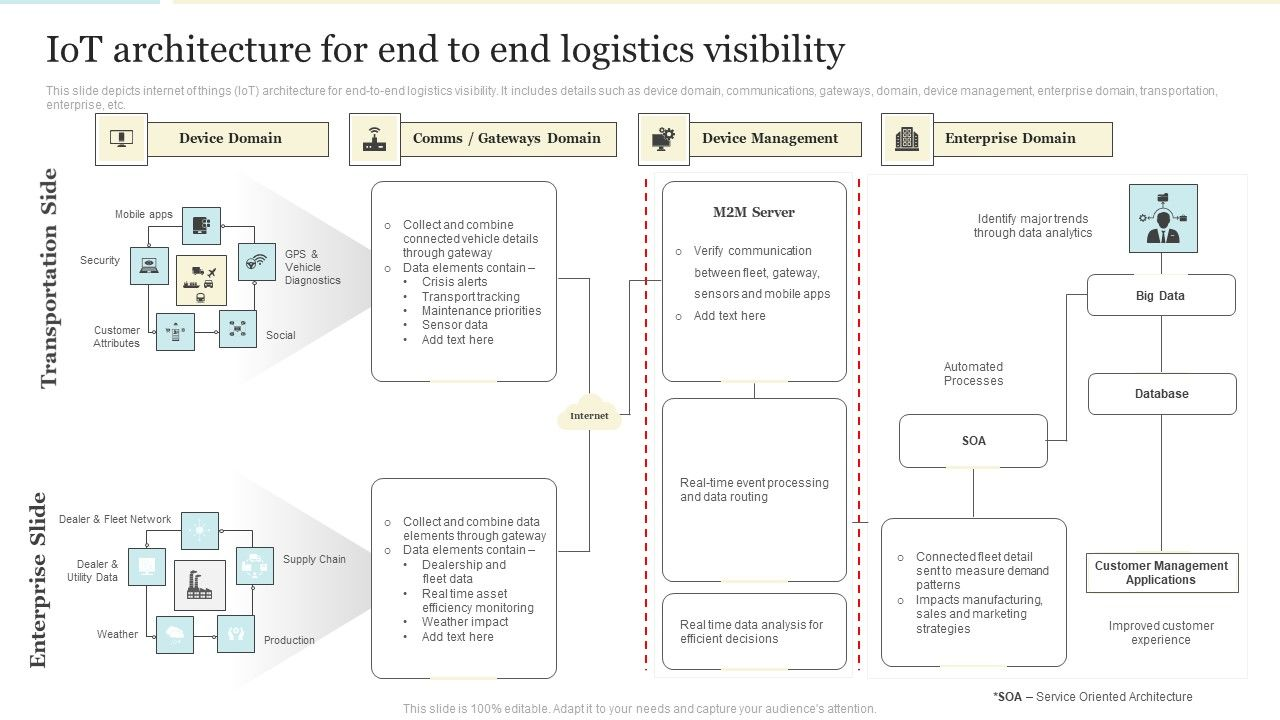 IoT architecture for end to end logistics visibility
This slide depicts internet of things (IoT) architecture for end-to-end logistics visibility. It includes details such as device domain, communications, gateways, domain, device management, enterprise domain, transportation,
enterprise, etc.
Device Domain
Comms / Gateways Domain
Device Management
Enterprise Domain
Transportation Side
Mobile apps
Security
GPS &
Vehicle
Diagnostics
Customer
Attributes
Social
o Collect and combine
connected vehicle details
through gateway
o Data elements contain –
• Crisis alerts
• Transport tracking
• Maintenance priorities
• Sensor data
• Add text here
Internet
M2M Server
o Verify communication
between fleet, gateway,
sensors and mobile apps
o Add text here
Real-time event processing
and data routing
Real time data analysis for
efficient decisions
Identify major trends
through data analytics
Big Data
Automated
Processes
Database
SOA
o Connected fleet detail
sent to measure demand
patterns
o Impacts manufacturing,
sales and marketing
strategies
Customer Management
Applications
Improved customer
experience
Enterprise Slide
Dealer & Fleet Network
Dealer &
Utility Data
Supply Chain
Weather
Production
o Collect and combine data
elements through gateway
o Data elements contain –
• Dealership and
fleet data
• Real time asset
efficiency monitoring
• Weather impact
• Add text here
*SOA – Service Oriented Architecture
This slide is 100% editable. Adapt it to your needs and capture your audience's attention.